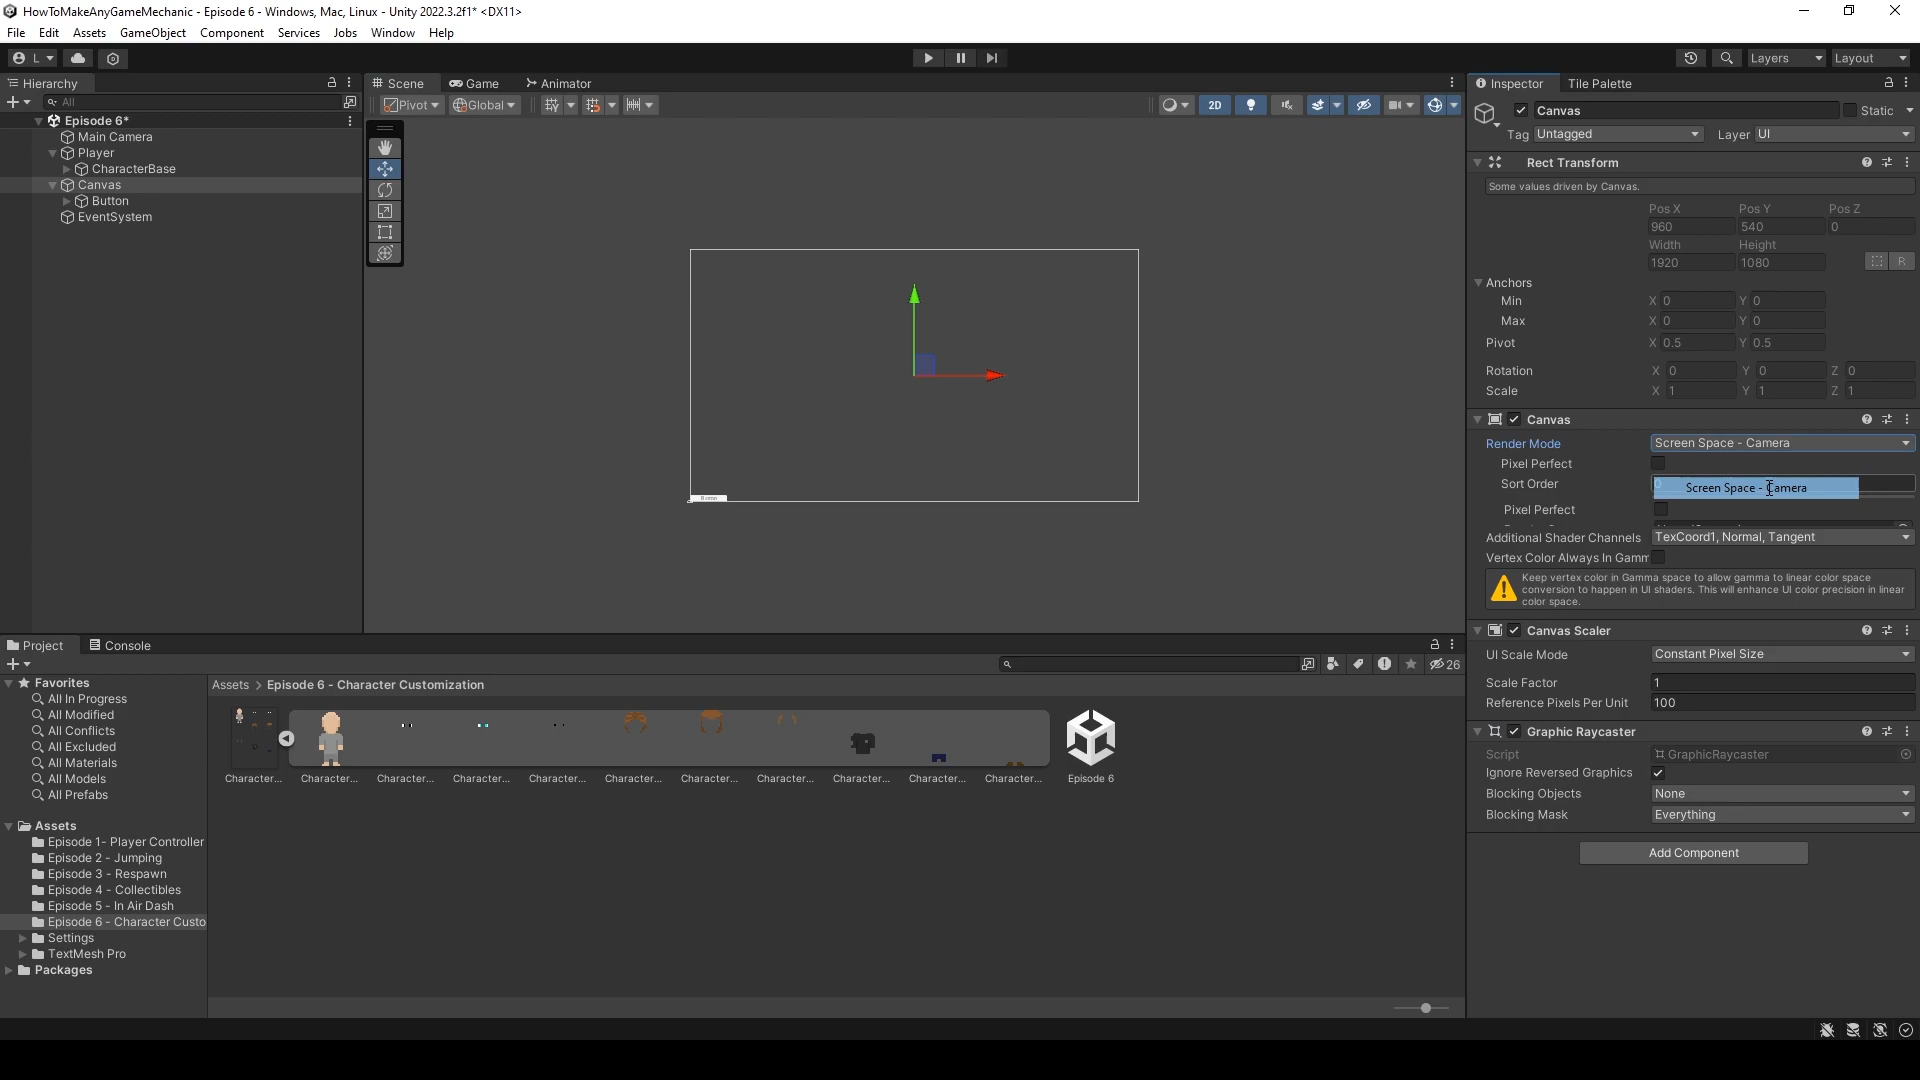 HowToMakeAnyGameMechanic - Episode 6 - Windows, Mac, Linux - Unity 2022.3.2f1* <DX11>
File Edit Assets GameObject Component Services Jobs Window Help
L Layers Layout
Hierarchy
All
Episode 6*
Main Camera
Player
CharacterBase
Canvas
Button
EventSystem
Scene Game Animator
Pivot Global 2D
Inspector Tile Palette
Canvas Static
Tag Untagged Layer UI
Rect Transform
Some values driven by Canvas.
Pos X Pos Y Pos Z
960 540 0
Width Height
1920 1080 R
Anchors
Min X 0 Y 0
Max X 0 Y 0
Pivot X 0.5 Y 0.5
Rotation X 0 Y 0 Z 0
Scale X 1 Y 1 Z 1
Canvas
Render Mode Screen Space - Camera
Pixel Perfect
Sort Order
Screen Space - Camera
Pixel Perfect
Additional Shader Channels TexCoord1, Normal, Tangent
Vertex Color Always In Gamm
Keep vertex color in Gamma space to allow gamma to linear color space
conversion to happen in UI shaders. This will enhance UI color precision in linear
color space.
Canvas Scaler
UI Scale Mode Constant Pixel Size
Scale Factor 1
Reference Pixels Per Unit 100
Graphic Raycaster
Script GraphicRaycaster
Ignore Reversed Graphics
Blocking Objects None
Blocking Mask Everything
Add Component
Project Console
26
Favorites
All In Progress
All Modified
All Conflicts
All Excluded
All Materials
All Models
All Prefabs
Assets
Episode 1- Player Controller
Episode 2 - Jumping
Episode 3 - Respawn
Episode 4 - Collectibles
Episode 5 - In Air Dash
Episode 6 - Character Custo
Settings
TextMesh Pro
Packages
Assets > Episode 6 - Character Customization
Character... Character... Character... Character... Character... Character... Character... Character... Character... Character... Character... Episode 6